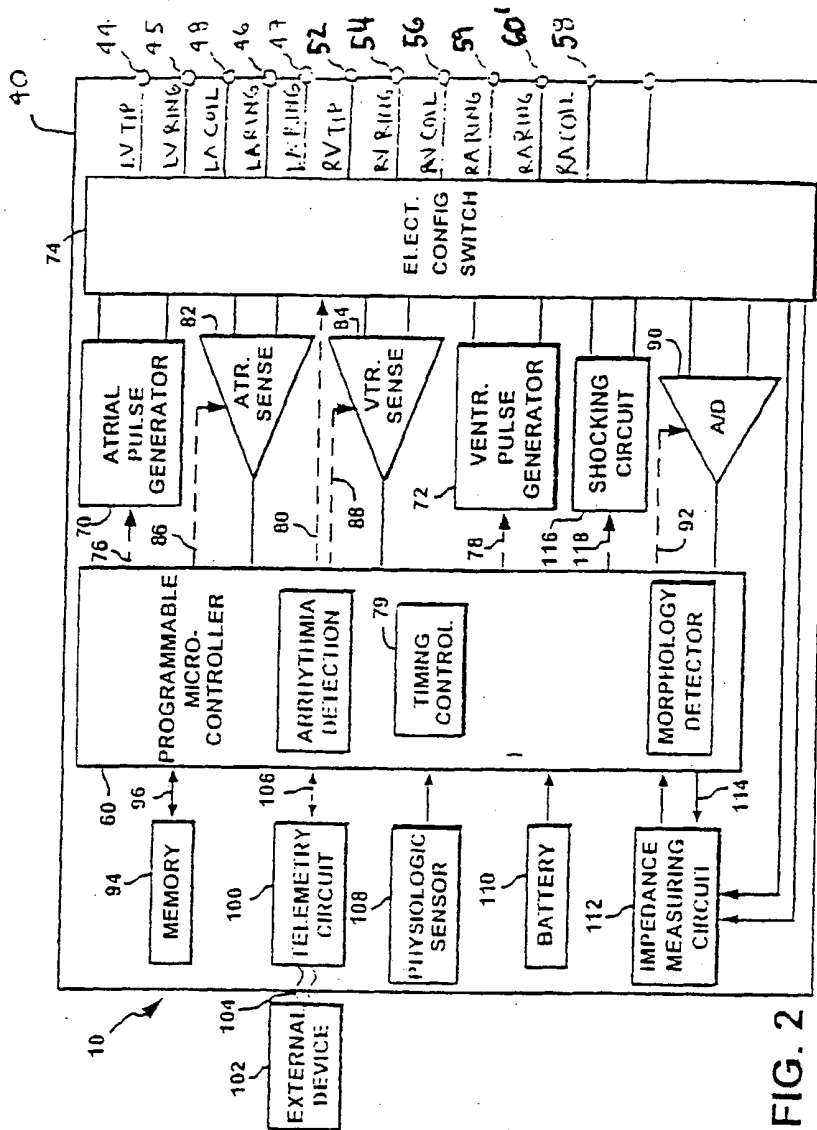 40
44
45
48
46
47
52
54
56
59
60'
58
LV TIP
LV RING
LA COIL
LA RING
LA RING
RV TIP
RV RING
RV COIL
RA RING
RA RING
RA COIL
74
ELECT.
CONFIG
SWITCH
ATRIAL
PULSE
GENERATOR
70
76
82
ATR.
SENSE
86
80
84
VTR.
SENSE
88
VENTR.
PULSE
GENERATOR
72
78
SHOCKING
CIRCUIT
116
118
90
A/D
92
PROGRAMMABLE
MICRO-
CONTROLLER
60
ARRHYTHMIA
DETECTION
79
TIMING
CONTROL
MORPHOLOGY
DETECTOR
96
MEMORY
94
106
TELEMETRY
CIRCUIT
100
PHYSIOLOGIC
SENSOR
108
BATTERY
110
114
IMPEDANCE
MEASURING
CIRCUIT
112
10
104
EXTERNAL
DEVICE
102
FIG. 2